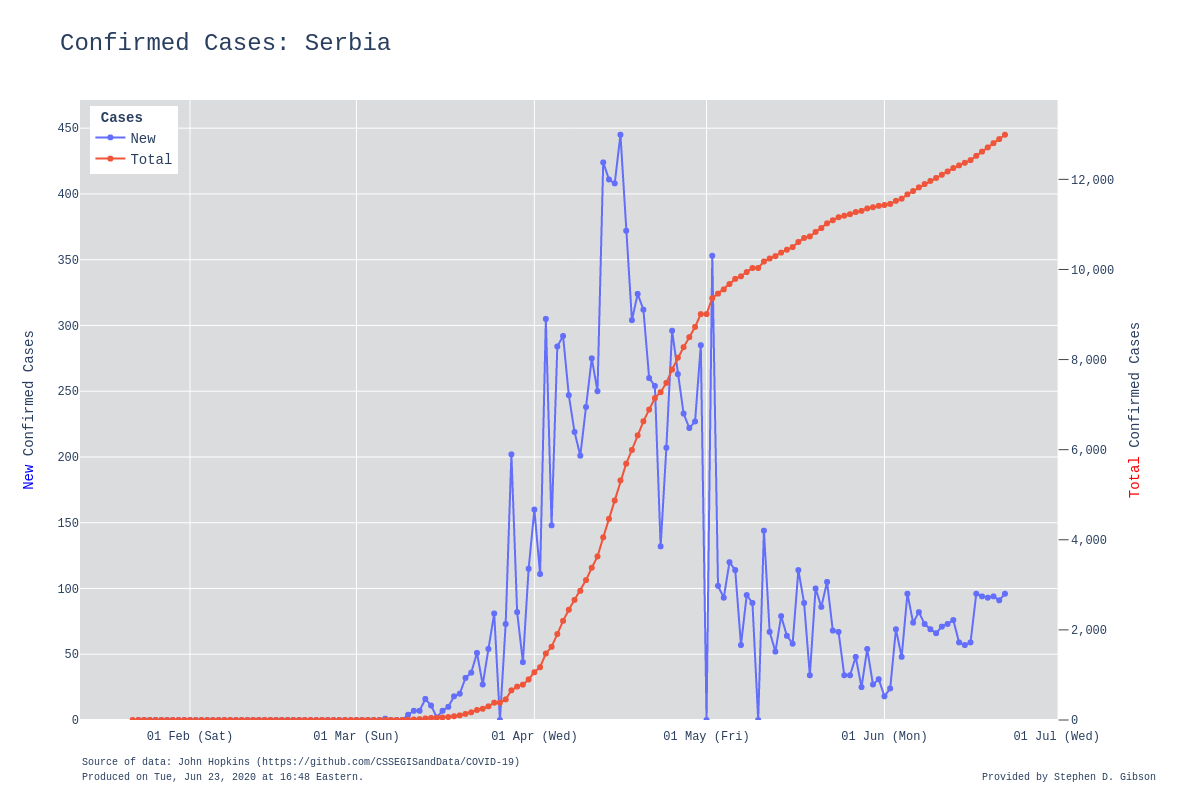 Confirmed Cases: Serbia
Cases
New
Total
450
400
350
300
250
200
150
100
50
0
New Confirmed Cases
12,000
10,000
8,000
6,000
4,000
2,000
0
Total Confirmed Cases
01 Feb (Sat)
01 Mar (Sun)
01 Apr (Wed)
01 May (Fri)
01 Jun (Mon)
01 Jul (Wed)
Source of data: John Hopkins (https://github.com/CSSEGISandData/COVID-19)
Produced on Tue, Jun 23, 2020 at 16:48 Eastern.
Provided by Stephen D. Gibson